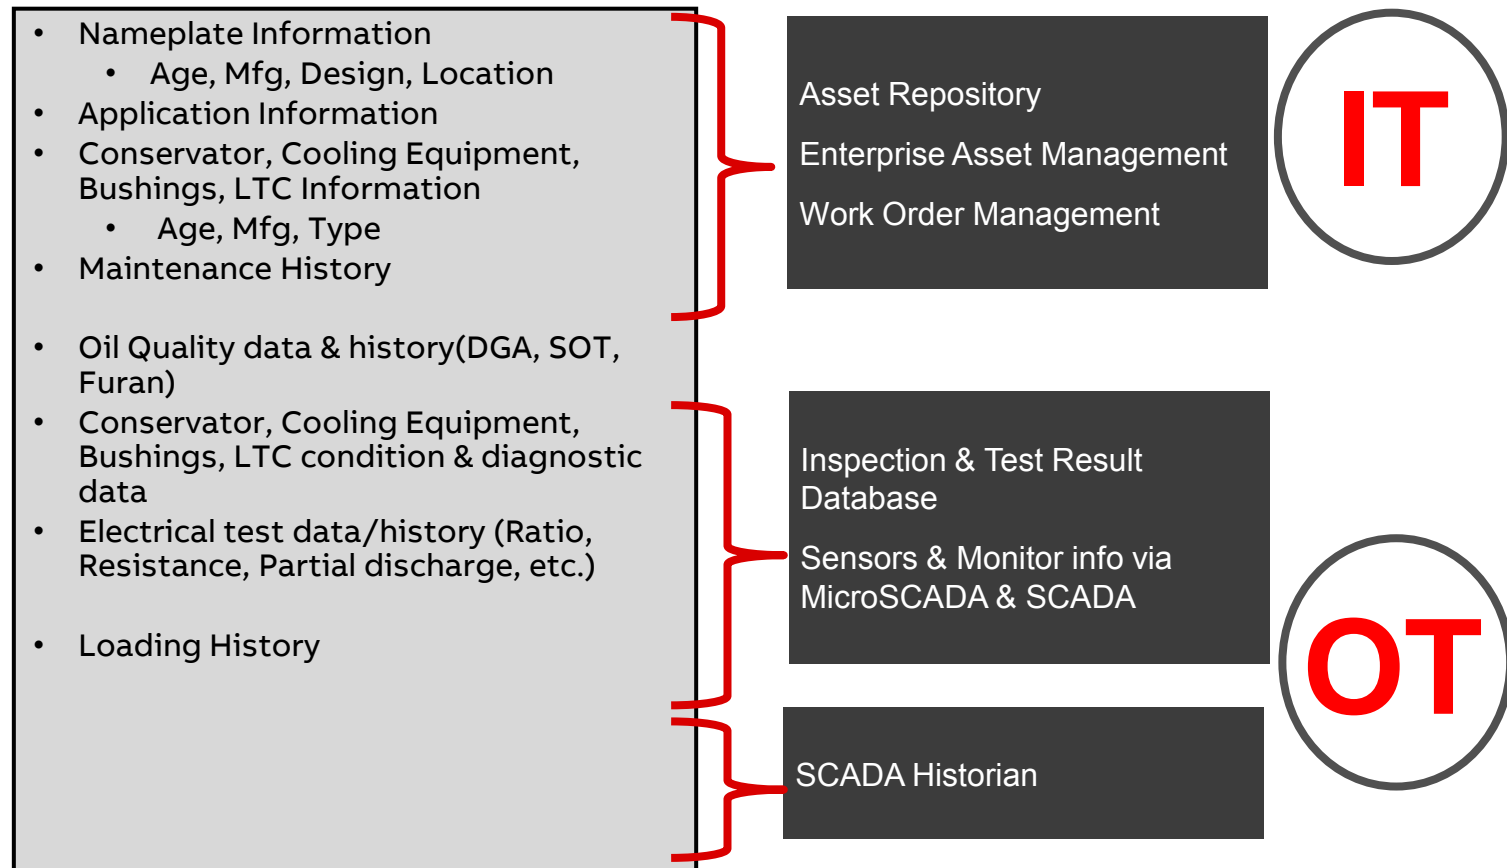 • Nameplate Information
• Age, Mfg, Design, Location
• Application Information
• Conservator, Cooling Equipment,
Bushings, LTC Information
• Age, Mfg, Type
• Maintenance History
• Oil Quality data & history(DGA, SOT,
Furan)
• Conservator, Cooling Equipment,
Bushings, LTC condition & diagnostic
data
• Electrical test data/history (Ratio,
Resistance, Partial discharge, etc.)
• Loading History
Asset Repository
Enterprise Asset Management
Work Order Management
IT
Inspection & Test Result
Database
Sensors & Monitor info via
MicroSCADA & SCADA
OT
SCADA Historian